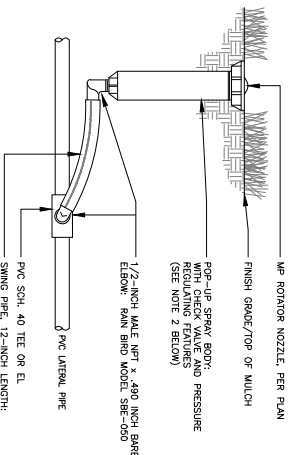 MP ROTATOR NOZZLE, PER PLAN
FINISH GRADE/TOP OF MULCH
POP-UP SPRAY BODY:
WITH CHECK VALVE AND PRESSURE
REGULATING FEATURES
(SEE NOTE 2 BELOW)
1/2-INCH MALE NPT x .490 INCH BARB
ELBOW: RAIN BIRD MODEL SBE-050
PVC LATERAL PIPE
PVC SCH. 40 TEE OR EL
SWING PIPE, 12-INCH LENGTH: